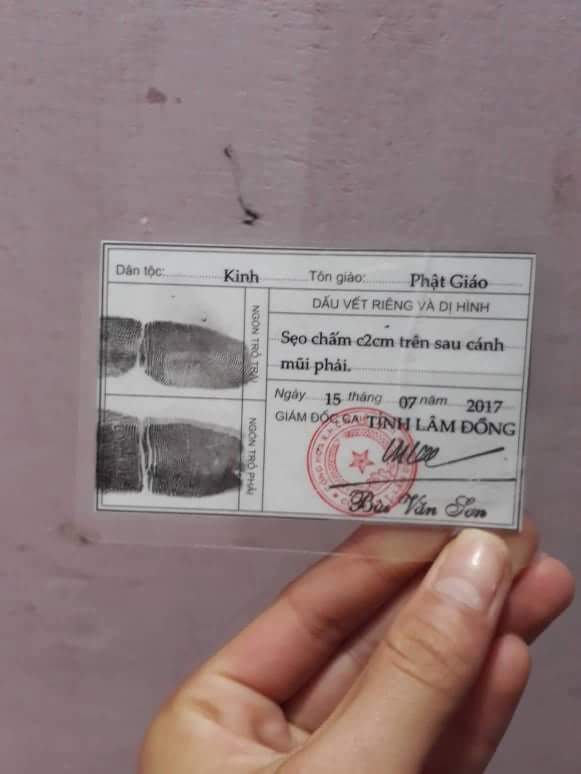 Dân tộc: Kinh Tôn giáo: Phật Giáo
NGÓN TRỎ TRÁI
NGÓN TRỎ PHẢI
DẤU VẾT RIÊNG VÀ DỊ HÌNH
Sẹo chấm c2cm trên sau cánh
mũi phải.
Ngày 15 tháng 07 năm 2017
GIÁM ĐỐC CA TỈNH LÂM ĐỒNG
Bùi Văn Sơn